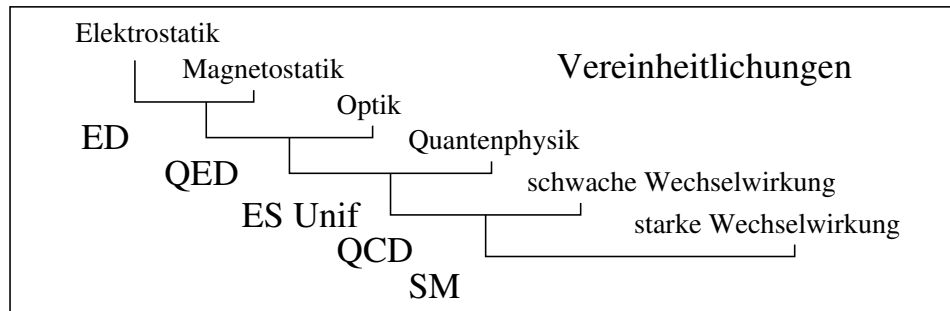 Elektrostatik
Magnetostatik
Vereinheitlichungen
Optik
ED
Quantenphysik
QED
schwache Wechselwirkung
ES Unif
starke Wechselwirkung
QCD
SM